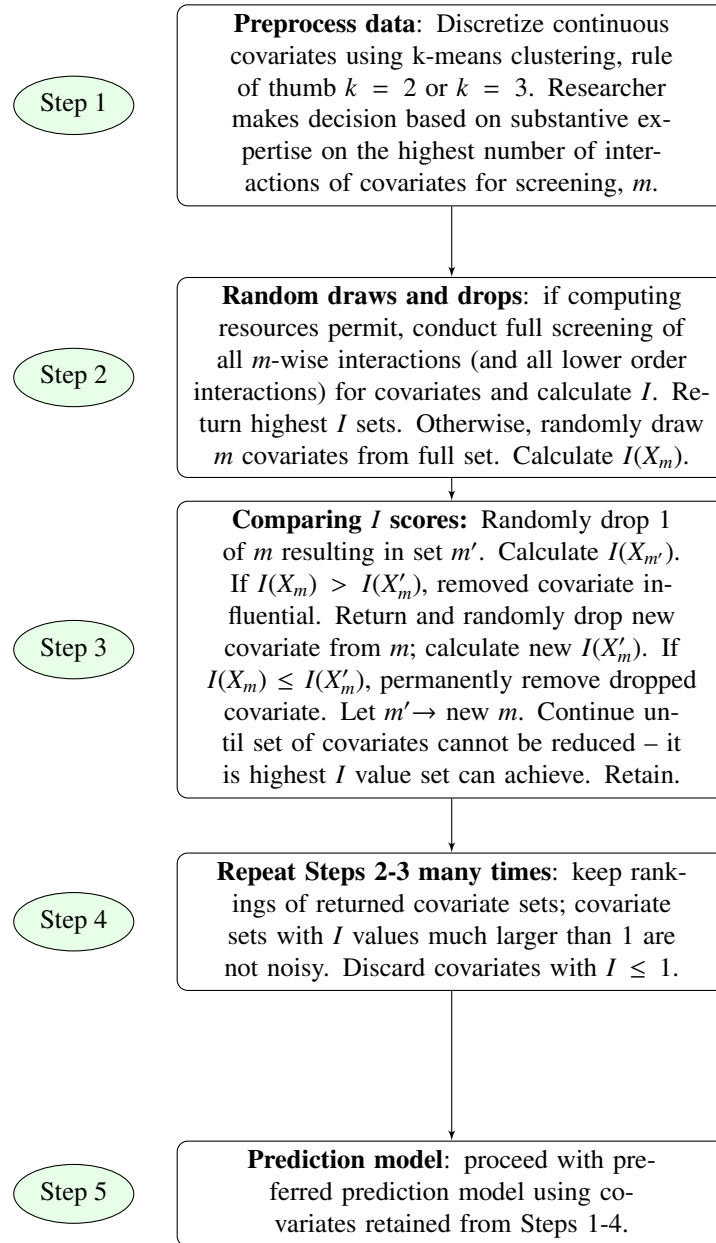 Step 1
Preprocess data: Discretize continuous
covariates using k-means clustering, rule
of thumb k = 2 or k = 3. Researcher
makes decision based on substantive ex-
pertise on the highest number of inter-
actions of covariates for screening, m.
Step 2
Random draws and drops: if computing
resources permit, conduct full screening of
all m-wise interactions (and all lower order
interactions) for covariates and calculate I. Re-
turn highest I sets. Otherwise, randomly draw
m covariates from full set. Calculate I(Xₘ).
Step 3
Comparing I scores: Randomly drop 1
of m resulting in set m′. Calculate I(Xₘ′).
If I(Xₘ) > I(X′ₘ), removed covariate in-
fluential. Return and randomly drop new
covariate from m; calculate new I(X′ₘ). If
I(Xₘ) ≤ I(X′ₘ), permanently remove dropped
covariate. Let m′→ new m. Continue un-
til set of covariates cannot be reduced – it
is highest I value set can achieve. Retain.
Step 4
Repeat Steps 2-3 many times: keep rank-
ings of returned covariate sets; covariate
sets with I values much larger than 1 are
not noisy. Discard covariates with I ≤ 1.
Step 5
Prediction model: proceed with pre-
ferred prediction model using co-
variates retained from Steps 1-4.